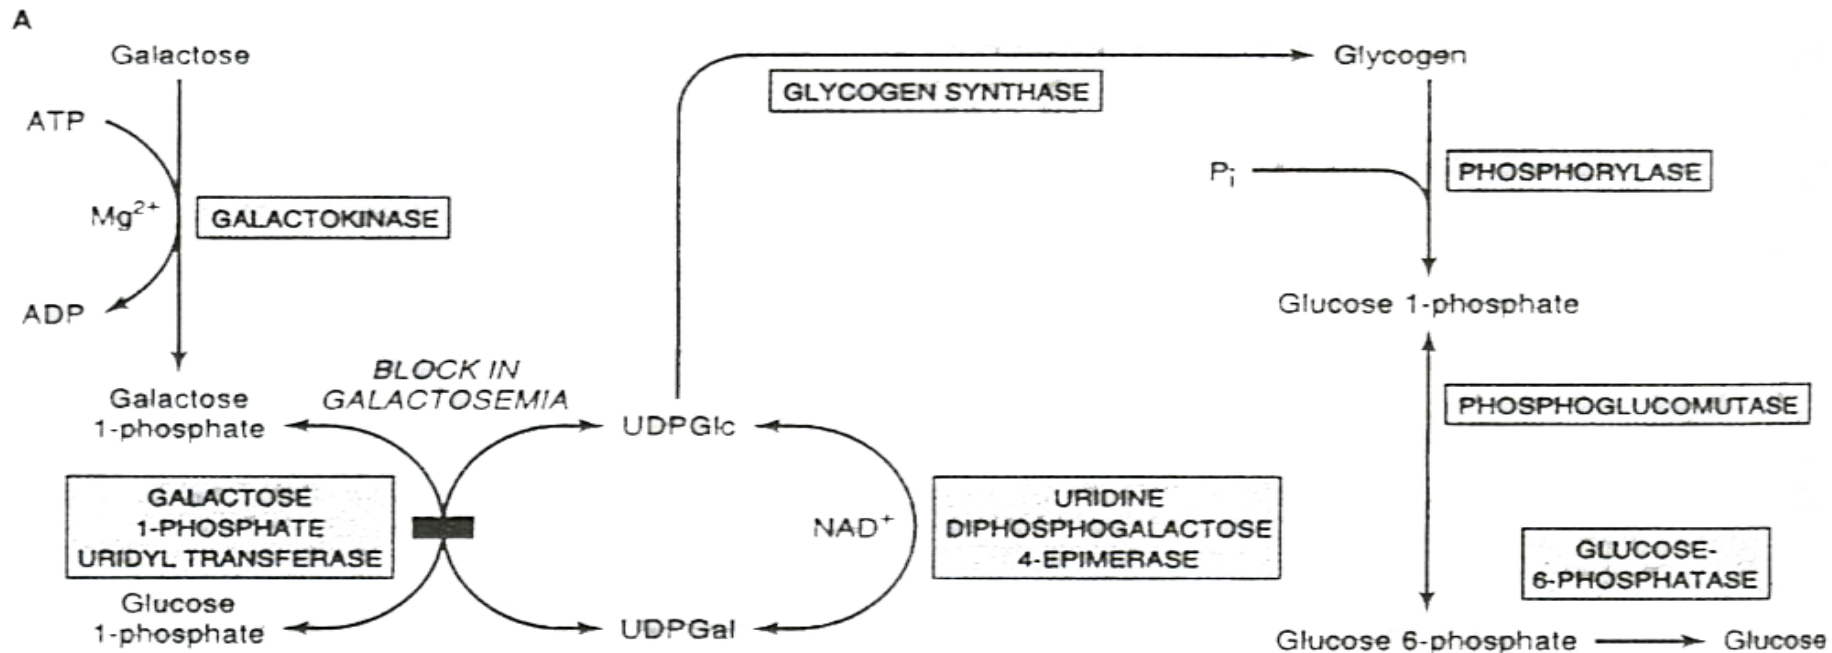 A
Galactose
Glycogen
GLYCOGEN SYNTHASE
ATP
Pi
PHOSPHORYLASE
Mg2+
GALACTOKINASE
ADP
Glucose 1-phosphate
BLOCK IN
GALACTOSEMIA
Galactose
1-phosphate
UDPGlc
PHOSPHOGLUCOMUTASE
GALACTOSE
1-PHOSPHATE
URIDYL TRANSFERASE
NAD+
URIDINE
DIPHOSPHOGALACTOSE
4-EPIMERASE
GLUCOSE-
6-PHOSPHATASE
Glucose
1-phosphate
UDPGal
Glucose 6-phosphate
Glucose